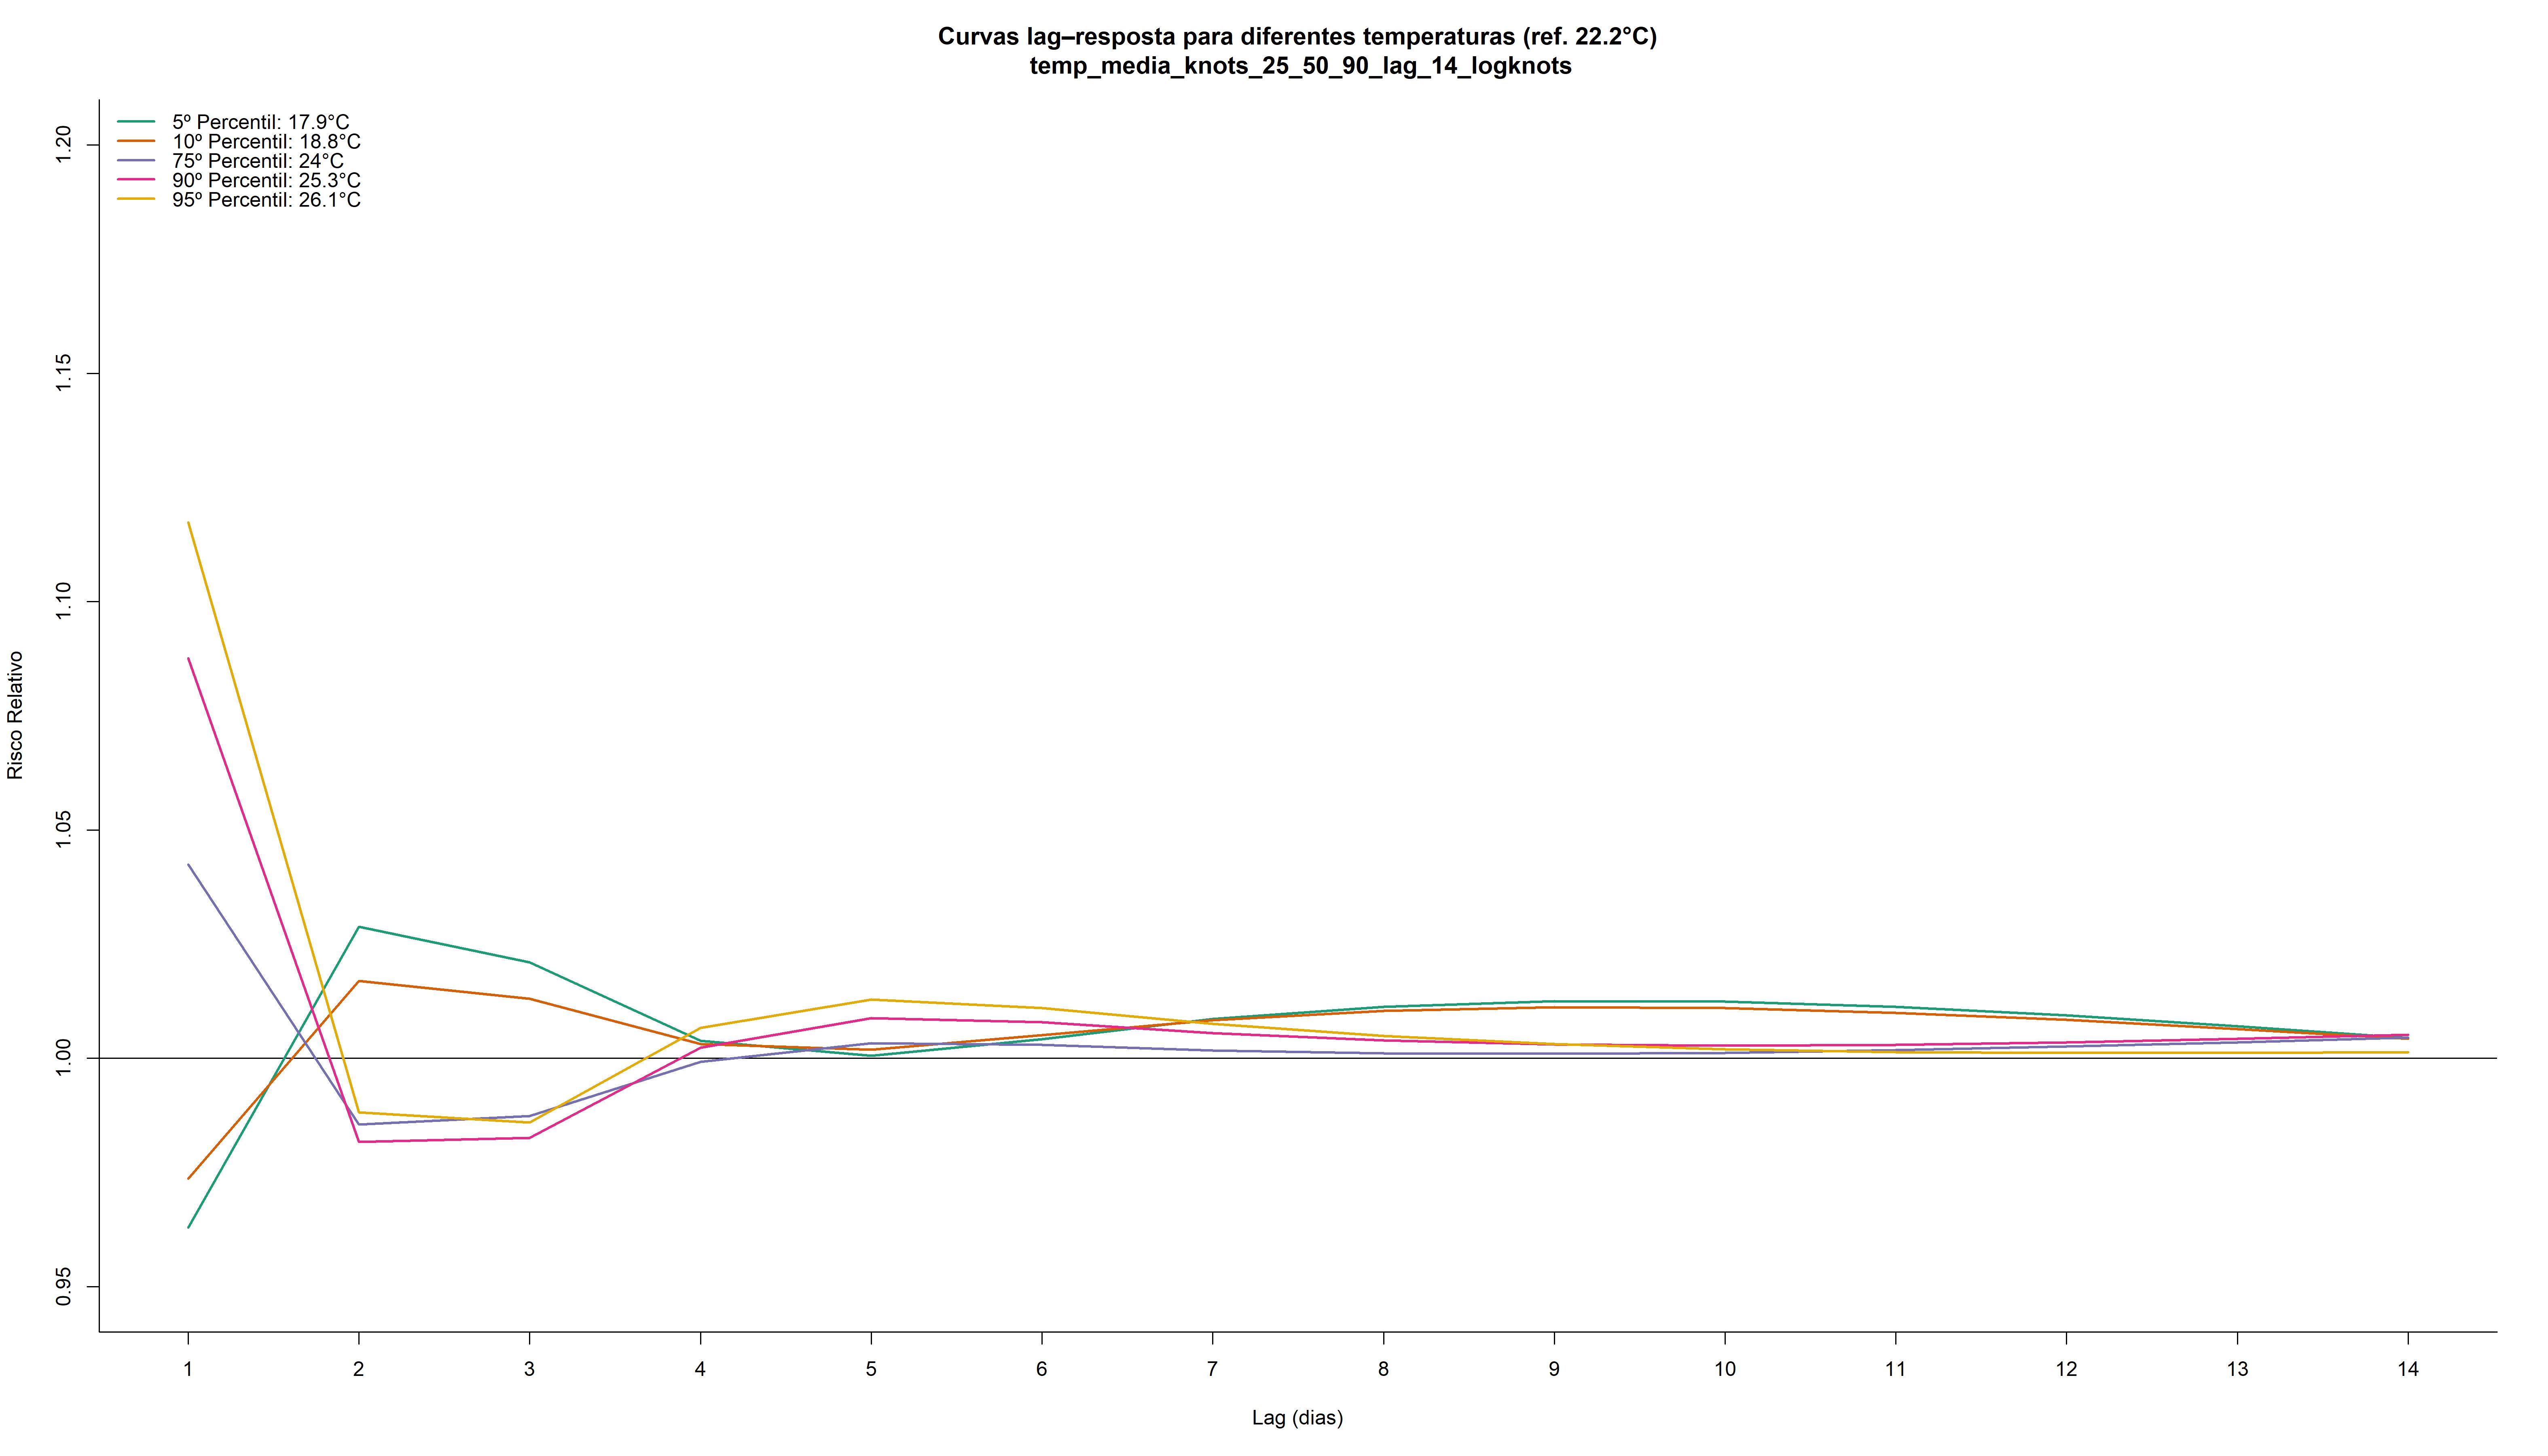 Curvas lag–resposta para diferentes temperaturas (ref. 22.2°C)
temp_media_knots_25_50_90_lag_14_logknots
5º Percentil: 17.9°C
10º Percentil: 18.8°C
75º Percentil: 24°C
90º Percentil: 25.3°C
95º Percentil: 26.1°C
Risco Relativo
1.20
1.15
1.10
1.05
1.00
0.95
1 2 3 4 5 6 7 8 9 10 11 12 13 14
Lag (dias)